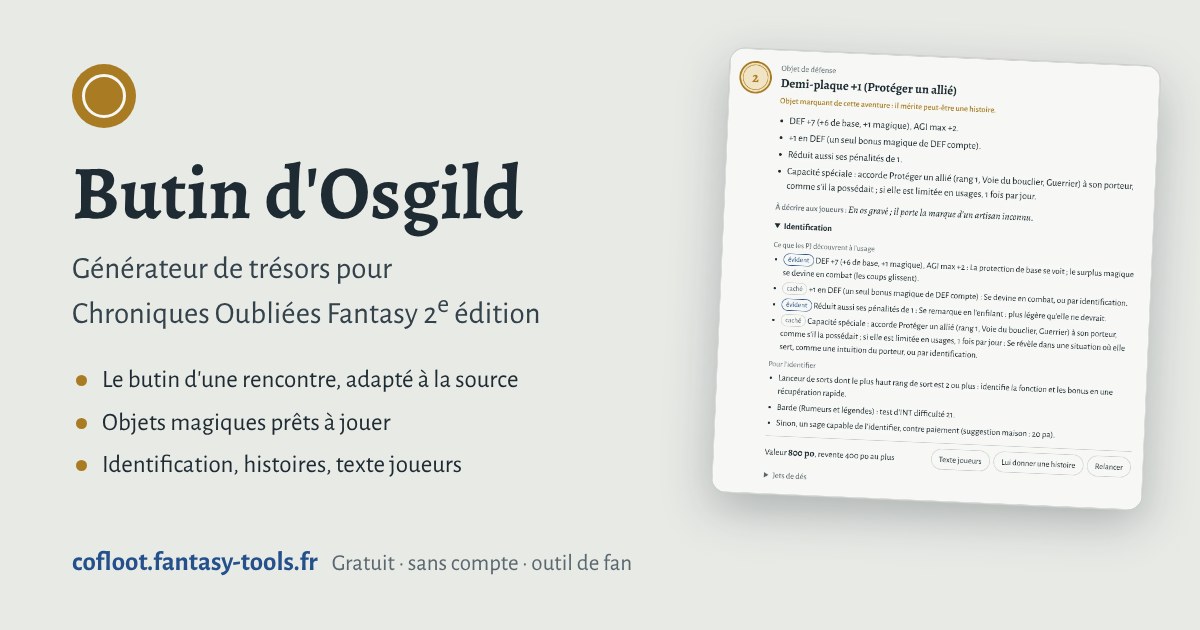 Butin d'Osgild
Générateur de trésors pour
Chroniques Oubliées Fantasy 2e édition
Le butin d'une rencontre, adapté à la source
Objets magiques prêts à jouer
Identification, histoires, texte joueurs
cofloot.fantasy-tools.fr Gratuit · sans compte · outil de fan
2
Objet de défense
Demi-plaque +1 (Protéger un allié)
Objet marquant de cette aventure : il mérite peut-être une histoire.
• DEF +7 (+6 de base, +1 magique), AGI max +2.
• +1 en DEF (un seul bonus magique de DEF compte).
• Réduit aussi ses pénalités de 1.
• Capacité spéciale : accorde Protéger un allié (rang 1, Voie du bouclier, Guerrier) à son porteur,
comme s'il la possédait ; si elle est limitée en usages, 1 fois par jour.
À décrire aux joueurs : En os gravé ; il porte la marque d'un artisan inconnu.
▼ Identification
Ce que les PJ découvrent à l'usage
• évident DEF +7 (+6 de base, +1 magique), AGI max +2 : La protection de base se voit ; le surplus magique
se devine en combat (les coups glissent).
• caché +1 en DEF (un seul bonus magique de DEF compte) : Se devine en combat, ou par identification.
• évident Réduit aussi ses pénalités de 1 : Se remarque en l'enfilant : plus légère qu'elle ne devrait.
• caché Capacité spéciale : accorde Protéger un allié (rang 1, Voie du bouclier, Guerrier) à son porteur,
comme s'il la possédait ; si elle est limitée en usages, 1 fois par jour : Se révèle dans une situation où elle
sert, comme une intuition du porteur, ou par identification.
Pour l'identifier
• Lanceur de sorts dont le plus haut rang de sort est 2 ou plus : identifie la fonction et les bonus en une
récupération rapide.
• Barde (Rumeurs et légendes) : test d'INT difficulté 21.
• Sinon, un sage capable de l'identifier, contre paiement (suggestion maison : 20 pa).
Valeur 800 po, revente 400 po au plus
Texte joueurs Lui donner une histoire Relancer
▶ Jets de dés